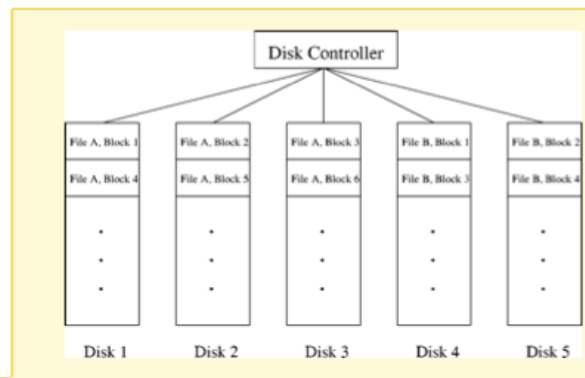 Disk Controller
File A, Block 1 File A, Block 2 File A, Block 3 File B, Block 1 File B, Block 2
File A, Block 4 File A, Block 5 File A, Block 6 File B, Block 3 File B, Block 4
Disk 1 Disk 2 Disk 3 Disk 4 Disk 5